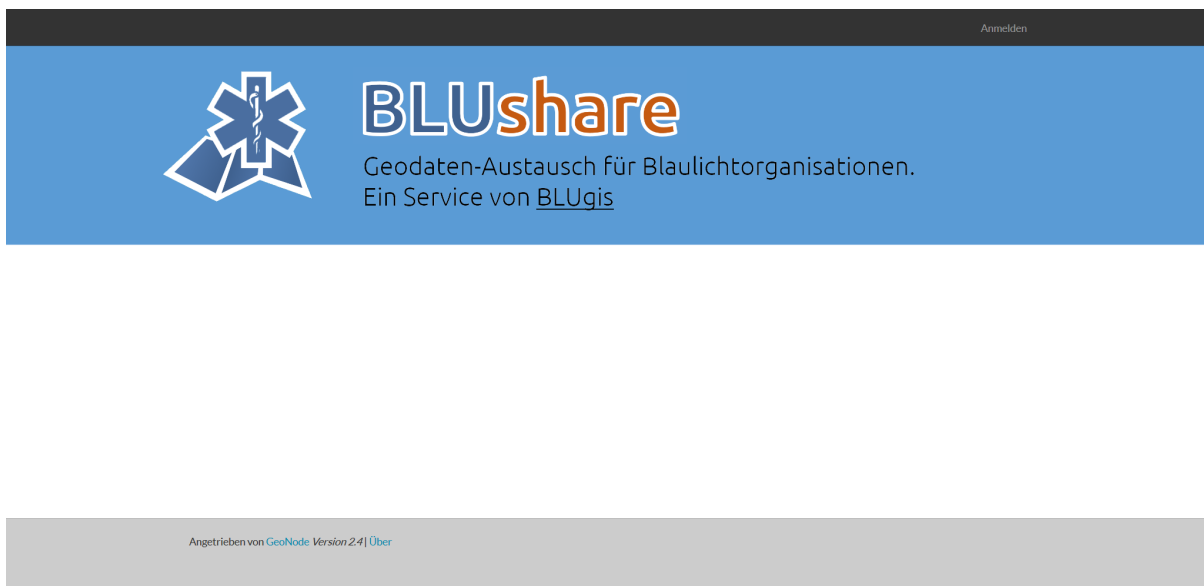 Anmelden
BLUshare
Geodaten-Austausch für Blaulichtorganisationen.
Ein Service von BLUgis
Angetrieben von GeoNode Version 2.4 | Über